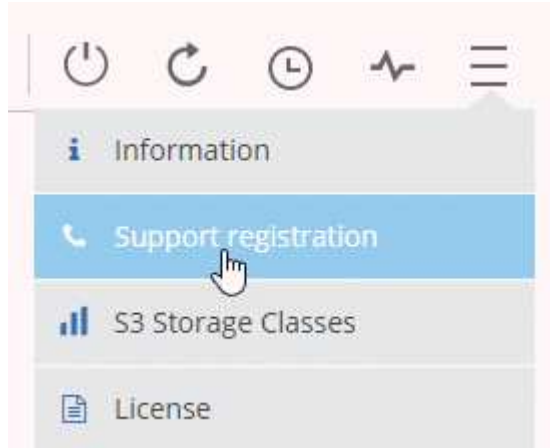 Information
Support registration
S3 Storage Classes
License